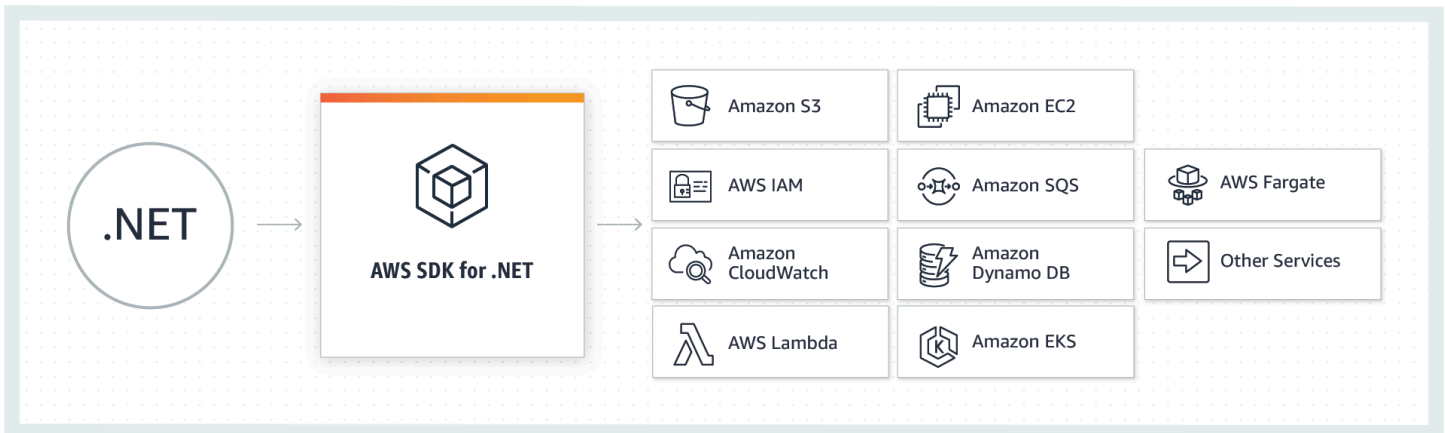 .NET
AWS SDK for .NET
Amazon S3
Amazon EC2
AWS IAM
Amazon SQS
AWS Fargate
Amazon
CloudWatch
Amazon
Dynamo DB
Other Services
AWS Lambda
Amazon EKS
K